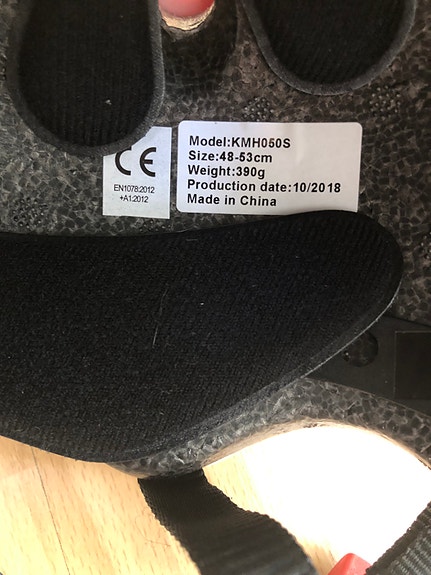 CE
EN1078:2012
+A1:2012
Model:KMH050S
Size:48-53cm
Weight:390g
Production date:10/2018
Made in China